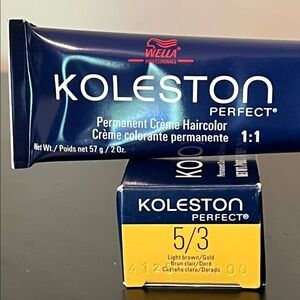 WELLA
PROFESSIONALS
KOLESTON
PERFECT®
Permanent Crème Haircolor
Crème colorante permanente 1:1
Net Wt./ Poids net 57 g / 2 Oz.
KOLESTON
PERFECT®
5/3
Light brown/Gold
Brun clair/Doré
Castaño claro/Dorado